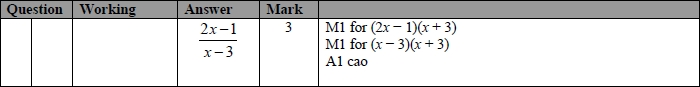 Question Working Answer Mark
2x – 1 3 M1 for (2x – 1)(x + 3)
x – 3 M1 for (x – 3)(x + 3)
A1 cao